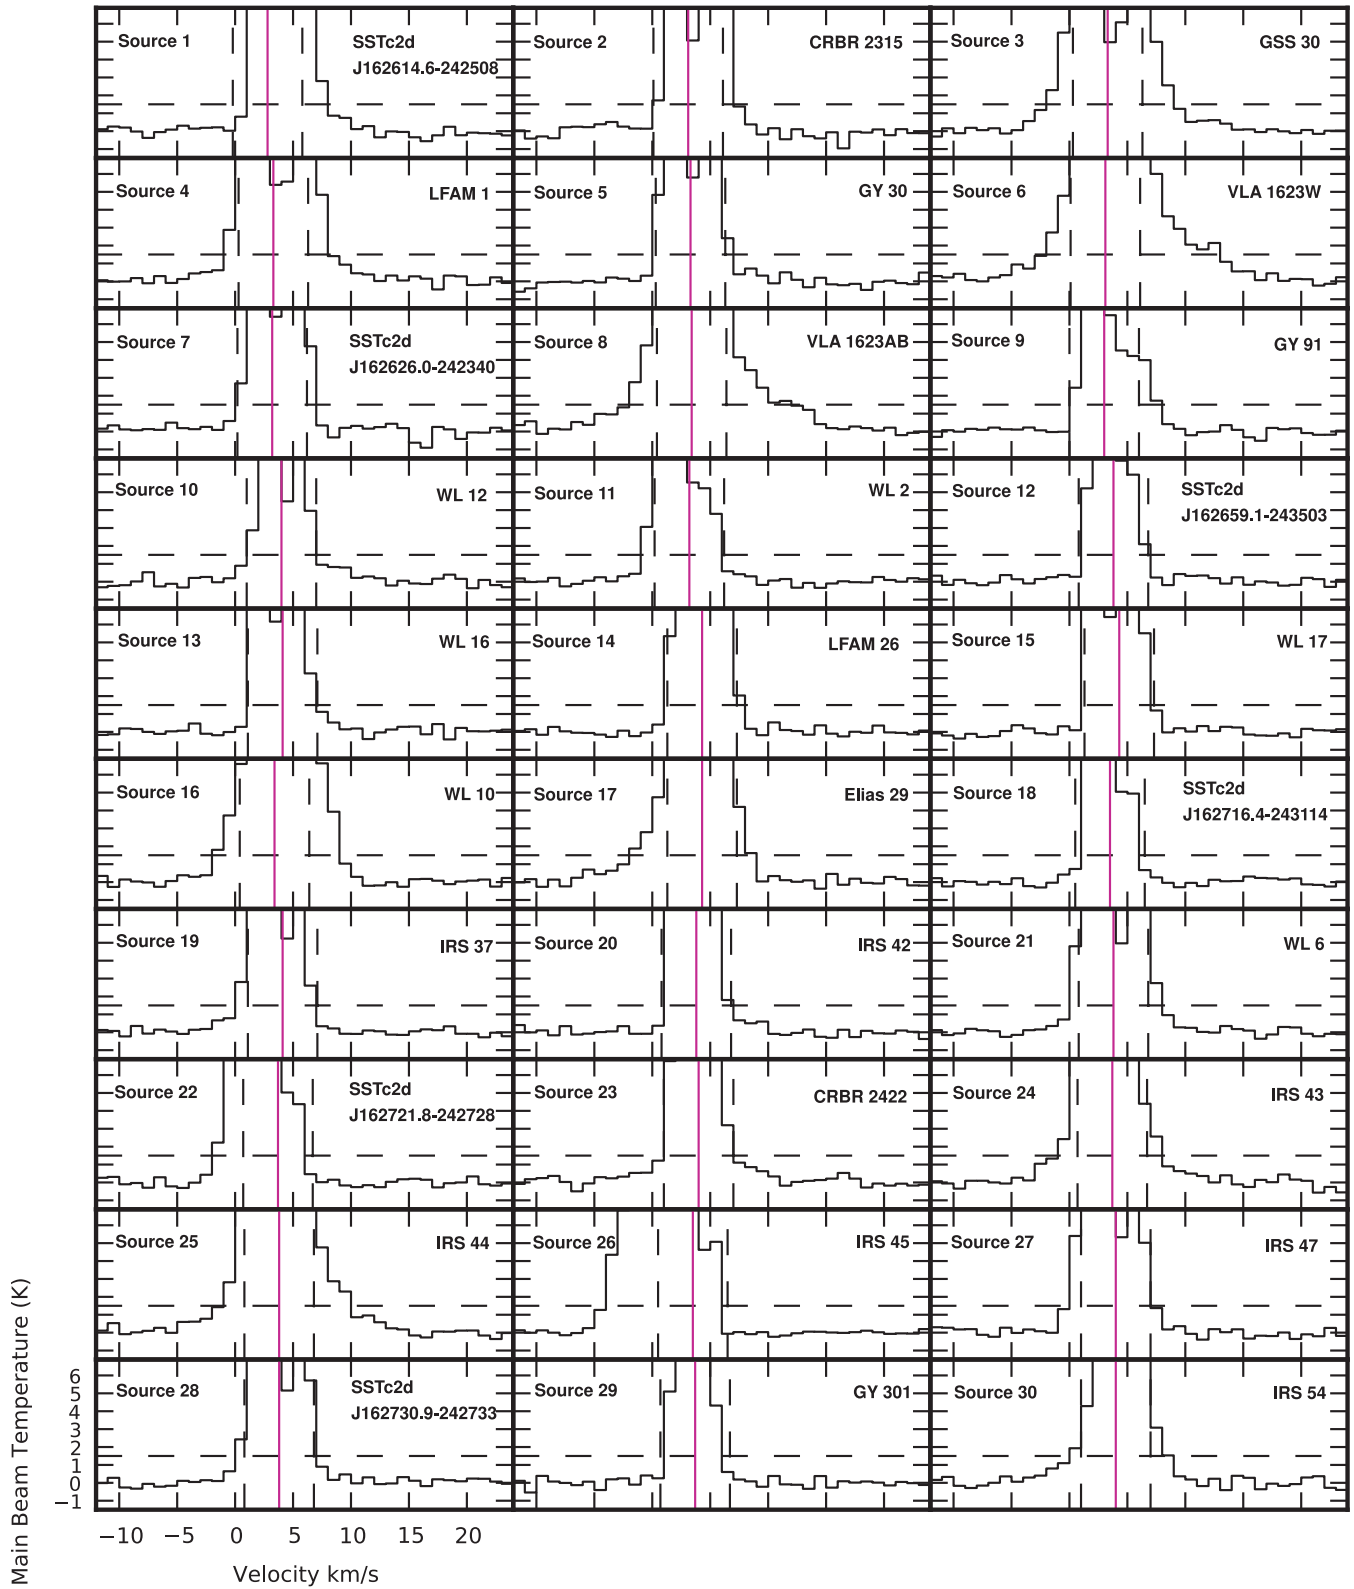 Source 1
SSTc2d
J162614.6-242508
Source 2
CRBR 2315
Source 3
GSS 30
Source 4
LFAM 1
Source 5
GY 30
Source 6
VLA 1623W
Source 7
SSTc2d
J162626.0-242340
Source 8
VLA 1623AB
Source 9
GY 91
Source 10
WL 12
Source 11
WL 2
Source 12
SSTc2d
J162659.1-243503
Source 13
WL 16
Source 14
LFAM 26
Source 15
WL 17
Source 16
WL 10
Source 17
Elias 29
Source 18
SSTc2d
J162716.4-243114
Source 19
IRS 37
Source 20
IRS 42
Source 21
WL 6
Source 22
SSTc2d
J162721.8-242728
Source 23
CRBR 2422
Source 24
IRS 43
Source 25
IRS 44
Source 26
IRS 45
Source 27
IRS 47
Source 28
SSTc2d
J162730.9-242733
Source 29
GY 301
Source 30
IRS 54
Main Beam Temperature (K)
6
5
4
3
2
1
0
−1
−10 −5 0 5 10 15 20
Velocity km/s